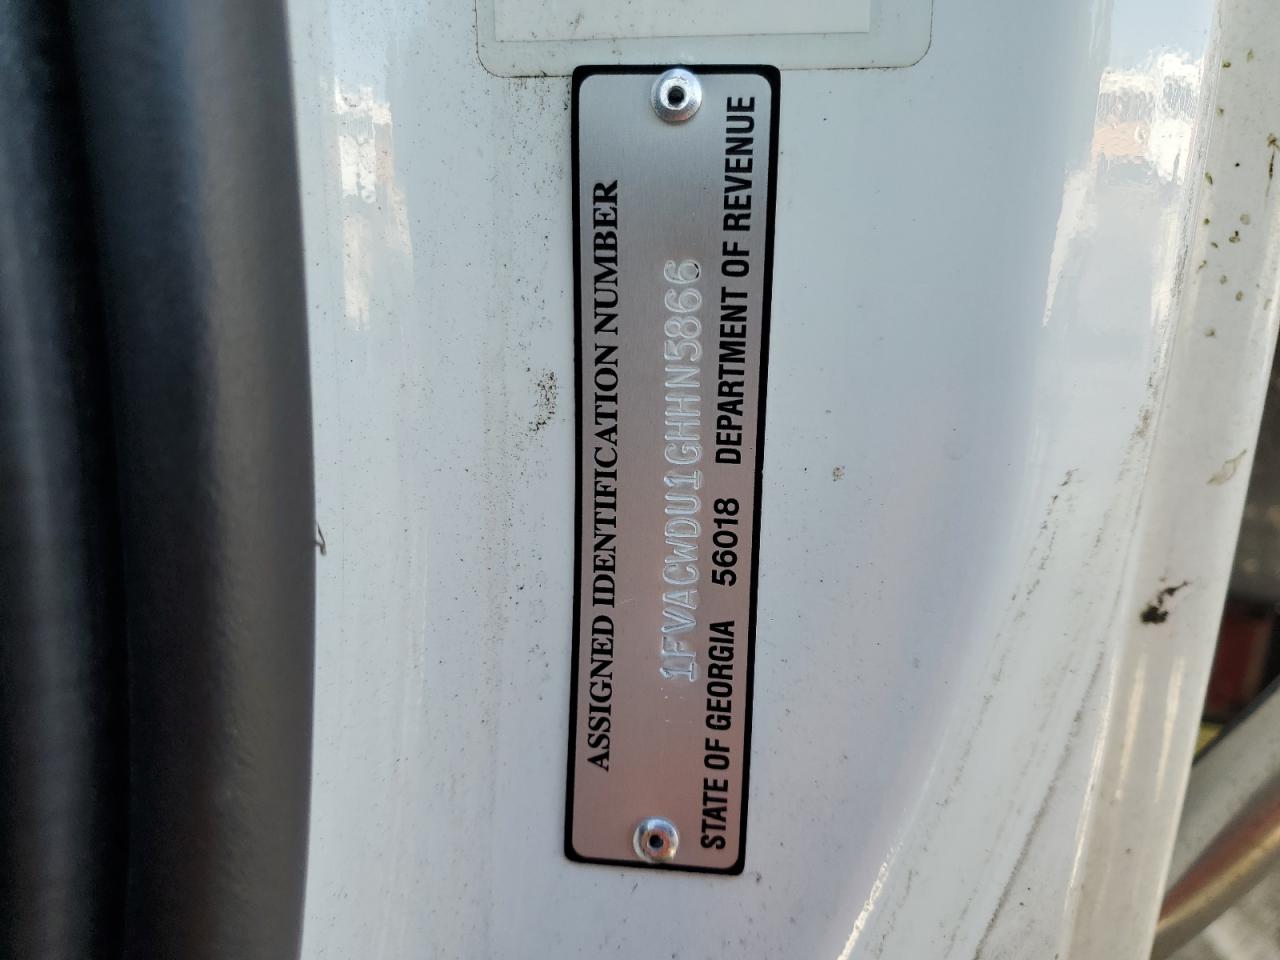 ASSIGNED IDENTIFICATION NUMBER
1FVACWDU1GHHN5866
STATE OF GEORGIA 56018 DEPARTMENT OF REVENUE